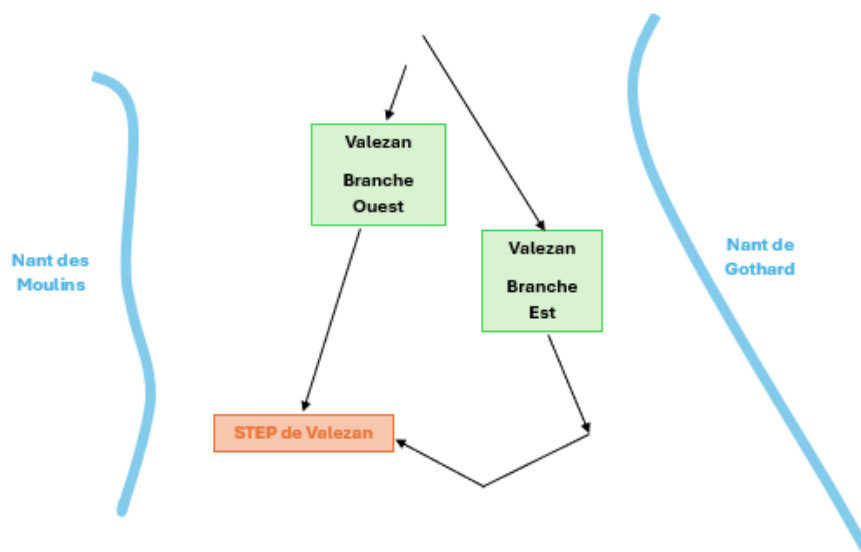 Valezan
Branche
Ouest
Valezan
Branche
Est
Nant des
Moulins
Nant de
Gothard
STEP de Valezan